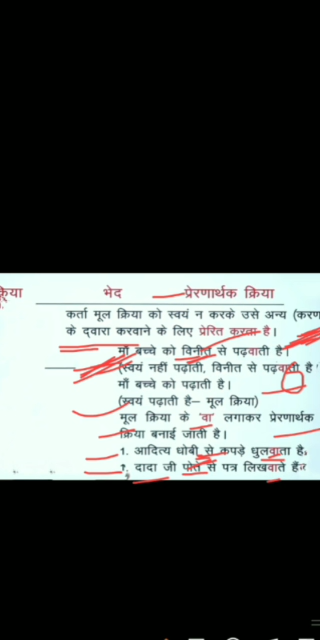 क्रिया भेद प्रेरणार्थक क्रिया
कर्ता मूल क्रिया को स्वयं न करके उसे अन्य (करण
के द्वारा करवाने के लिए प्रेरित करता है।
माँ बच्चे को विनीत से पढ़वाती है।
(स्वयं नहीं पढ़ाती, विनीत से पढ़वाती है
माँ बच्चे को पढ़ाती है।
(स्वयं पढ़ाती है– मूल क्रिया)
मूल क्रिया के 'वा' लगाकर प्रेरणार्थक
क्रिया बनाई जाती है।
1. आदित्य धोबी से कपड़े धुलवाता है,
दादा जी पोते से पत्र लिखवाते हैं